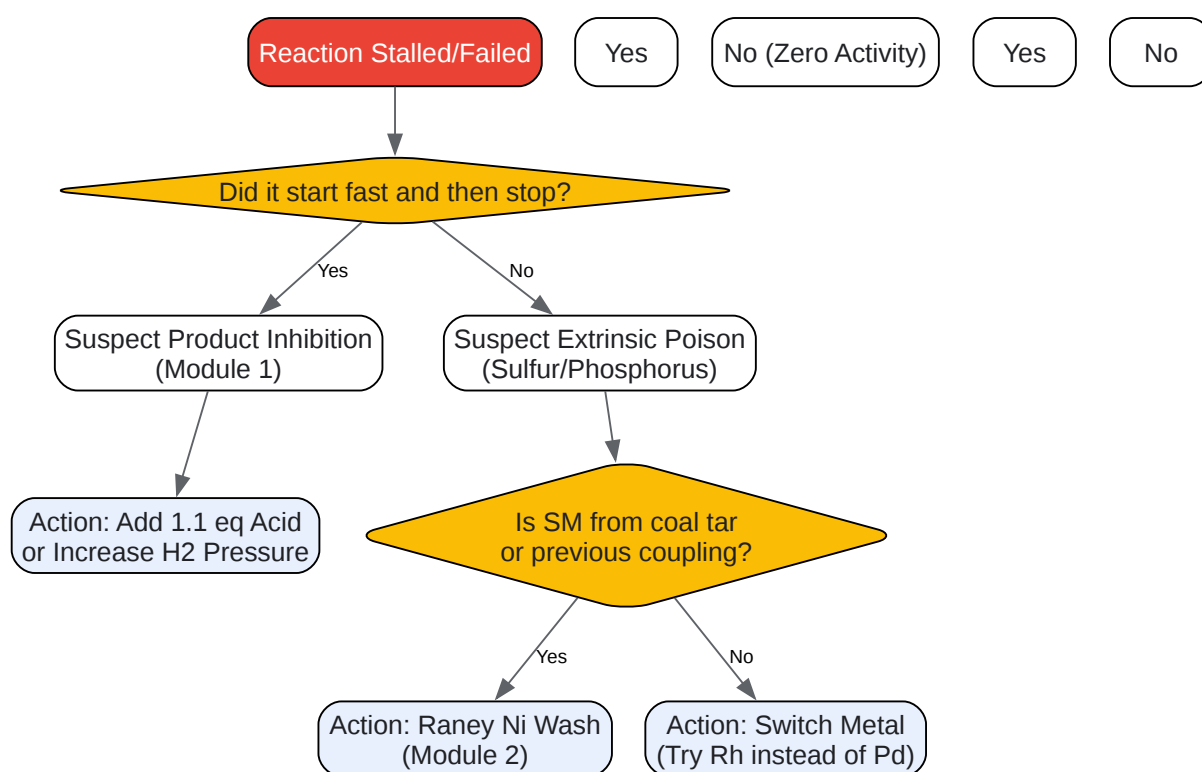 Reaction Stalled/Failed
Yes
No (Zero Activity)
Yes
No
Did it start fast and then stop?
Yes
No
Suspect Product Inhibition
(Module 1)
Suspect Extrinsic Poison
(Sulfur/Phosphorus)
Action: Add 1.1 eq Acid
or Increase H2 Pressure
Is SM from coal tar
or previous coupling?
Yes
No
Action: Raney Ni Wash
(Module 2)
Action: Switch Metal
(Try Rh instead of Pd)